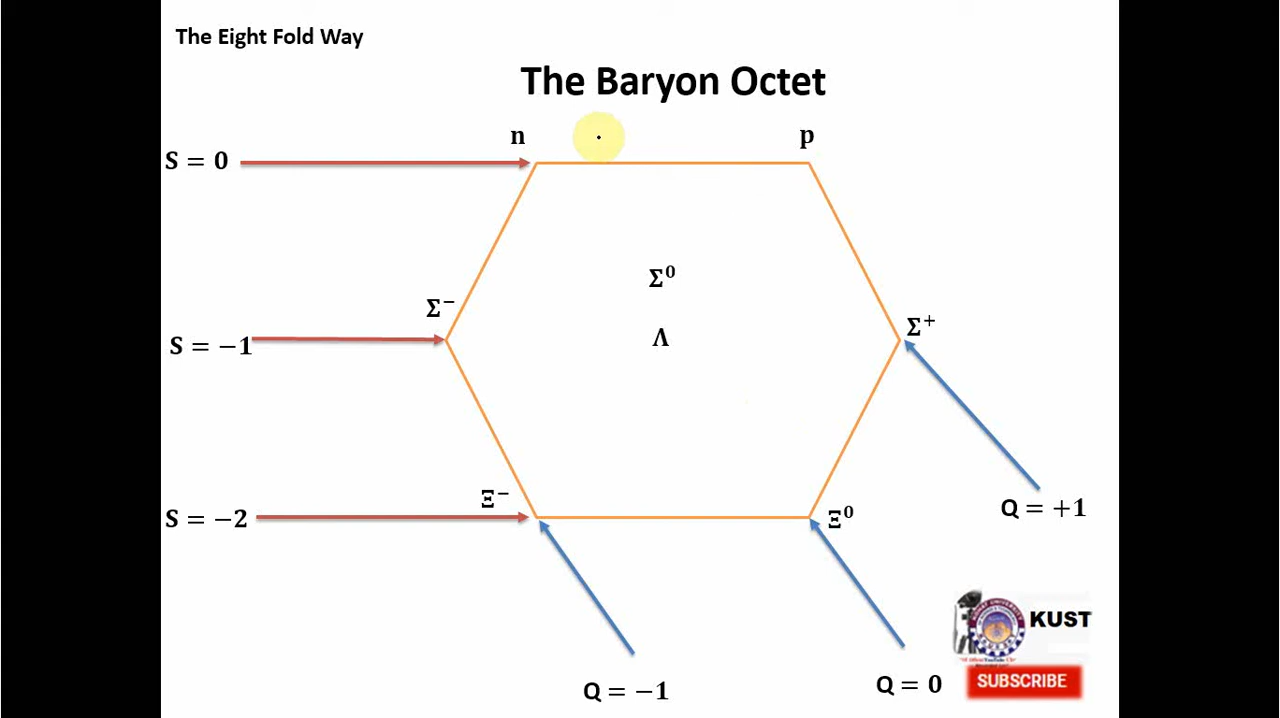 The Eight Fold Way
The Baryon Octet
n
p
S = 0
Σ⁰
Σ⁻
Σ⁺
Λ
S = −1
Ξ⁻
Ξ⁰
S = −2
Q = +1
KUST
SUBSCRIBE
Q = −1
Q = 0